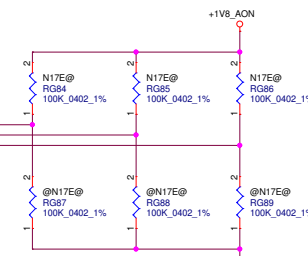 +1V8_AON
2 2 2
N17E@ N17E@ N17E@
RG84 RG85 RG86
100K_0402_1% 100K_0402_1% 100K_0402_1%
1 1 1
2 2 2
@N17E@ @N17E@ @N17E@
RG87 RG88 RG89
100K_0402_1% 100K_0402_1% 100K_0402_1%
1 1 1